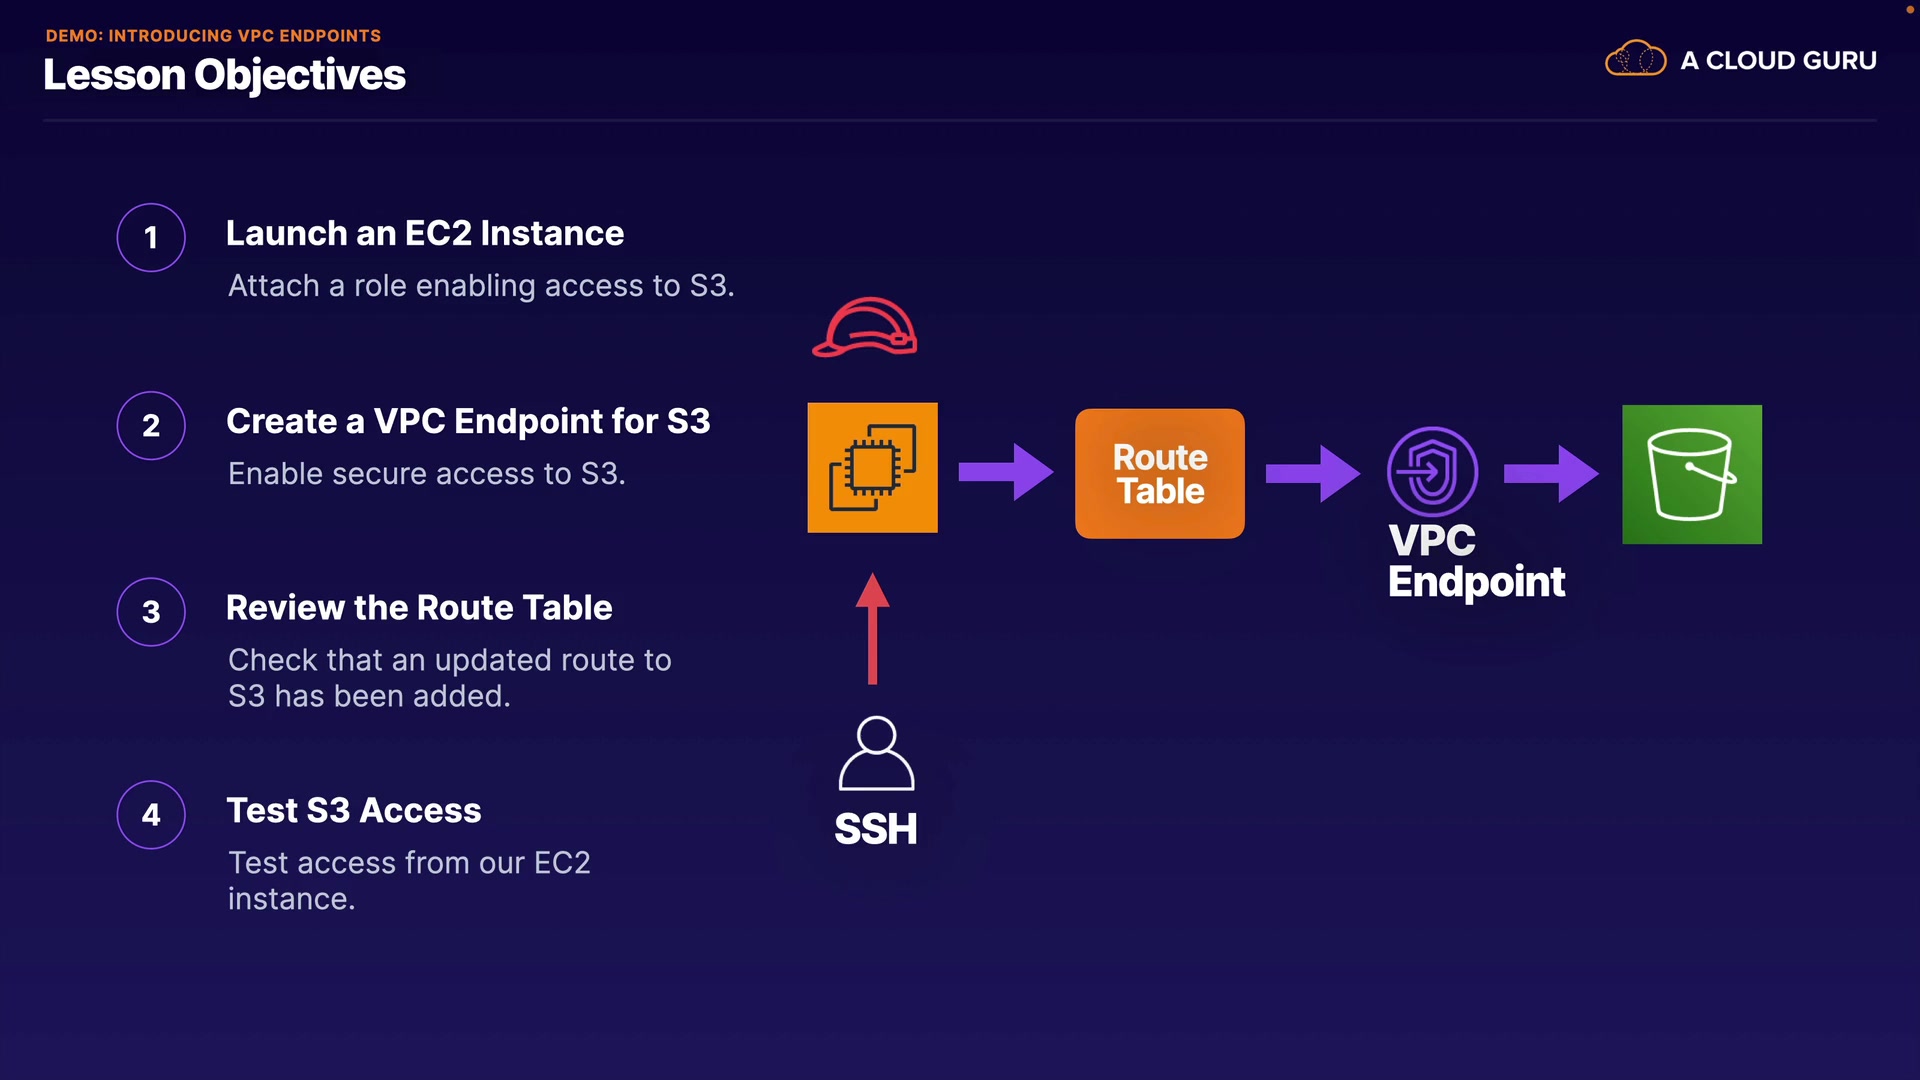 DEMO: INTRODUCING VPC ENDPOINTS
Lesson Objectives
A CLOUD GURU
1
Launch an EC2 Instance
Attach a role enabling access to S3.
2
Create a VPC Endpoint for S3
Enable secure access to S3.
3
Review the Route Table
Check that an updated route to
S3 has been added.
4
Test S3 Access
Test access from our EC2
instance.
Route
Table
VPC
Endpoint
SSH